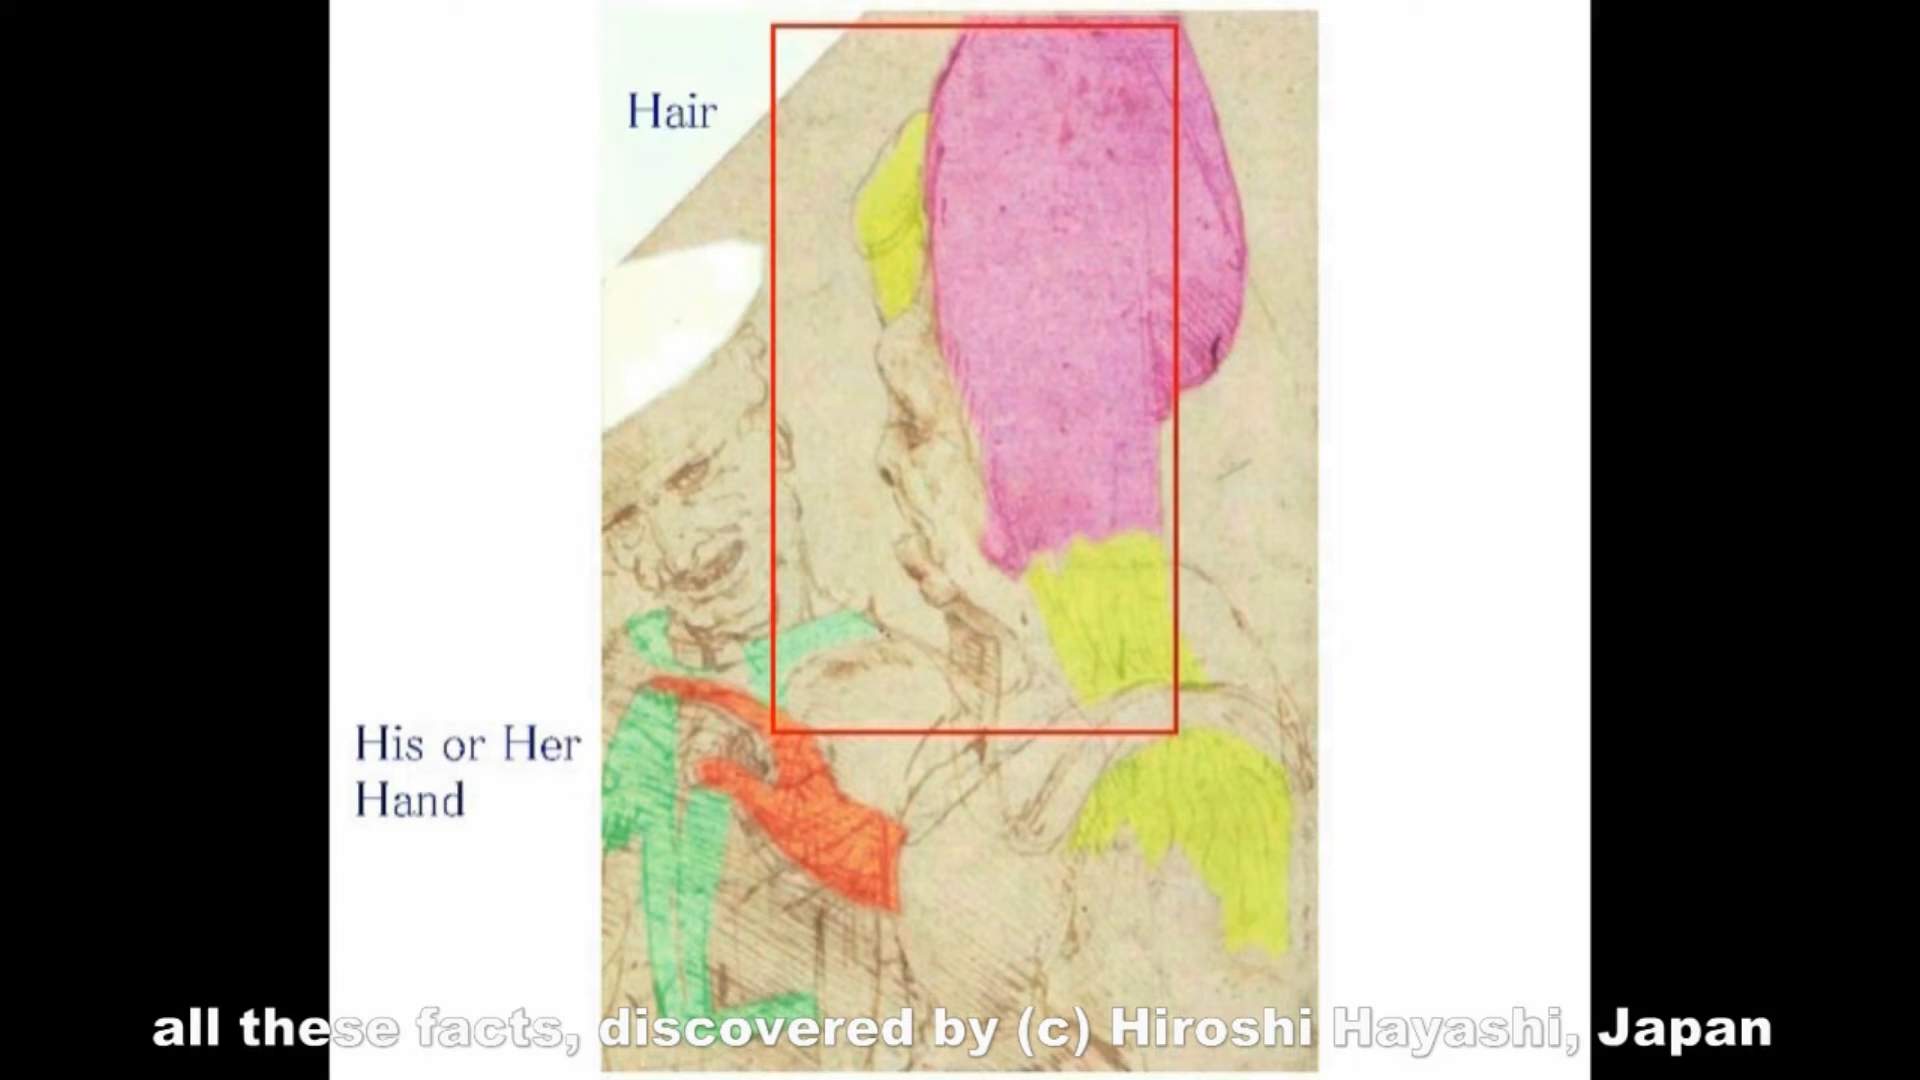 Hair
His or Her
Hand
all these facts, discovered by (c) Hiroshi Hayashi, Japan